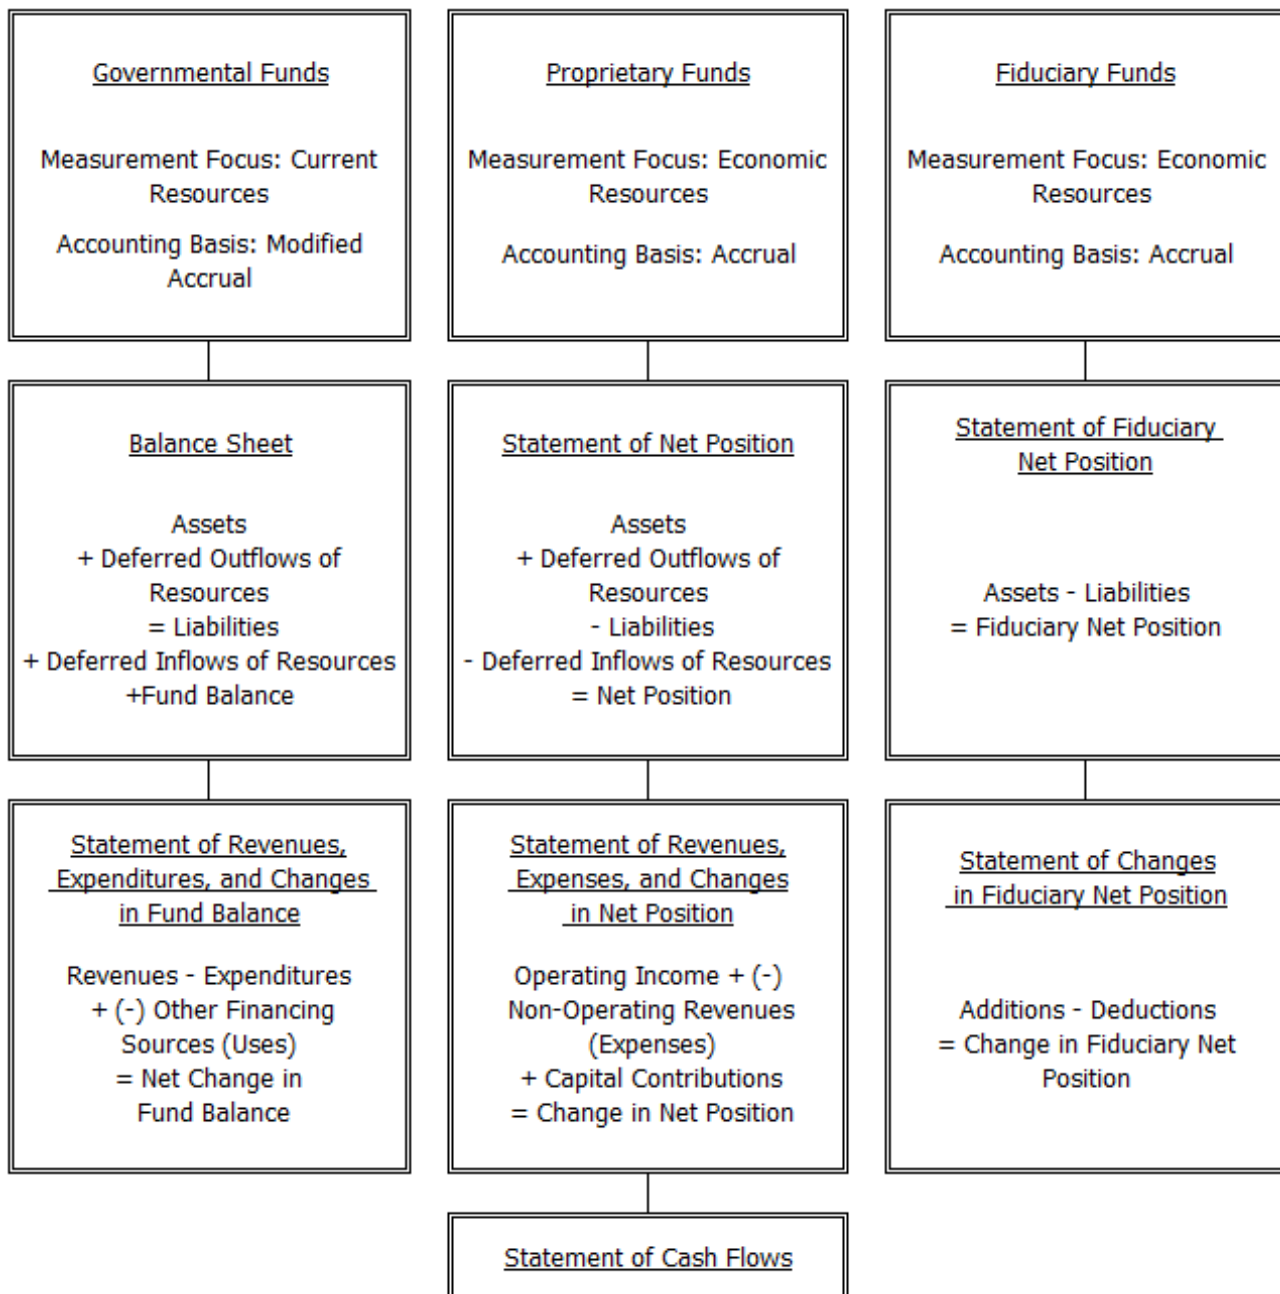 Governmental Funds
Measurement Focus: Current
Resources
Accounting Basis: Modified
Accrual
Proprietary Funds
Measurement Focus: Economic
Resources
Accounting Basis: Accrual
Fiduciary Funds
Measurement Focus: Economic
Resources
Accounting Basis: Accrual
Balance Sheet
Assets
+ Deferred Outflows of
Resources
= Liabilities
+ Deferred Inflows of Resources
+Fund Balance
Statement of Net Position
Assets
+ Deferred Outflows of
Resources
- Liabilities
- Deferred Inflows of Resources
= Net Position
Statement of Fiduciary
Net Position
Assets - Liabilities
= Fiduciary Net Position
Statement of Revenues,
Expenditures, and Changes
in Fund Balance
Revenues - Expenditures
+ (-) Other Financing
Sources (Uses)
= Net Change in
Fund Balance
Statement of Revenues,
Expenses, and Changes
in Net Position
Operating Income + (-)
Non-Operating Revenues
(Expenses)
+ Capital Contributions
= Change in Net Position
Statement of Changes
in Fiduciary Net Position
Additions - Deductions
= Change in Fiduciary Net
Position
Statement of Cash Flows